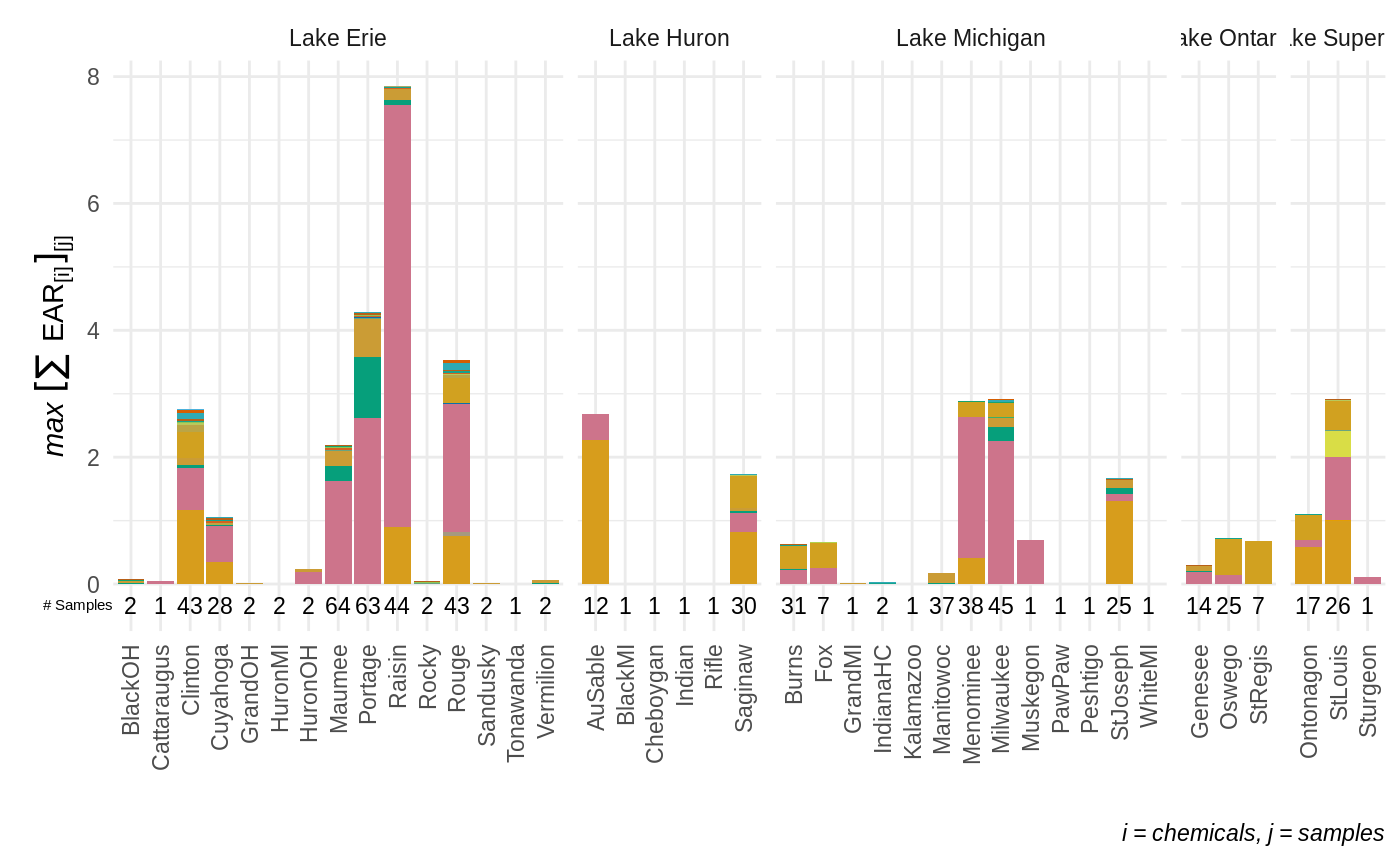 Lake Erie Lake Huron Lake Michigan ake Ontar ke Super
8
6
4
2
0
max [∑ EAR[i]][j]
# Samples 2 1 43 28 2 2 2 64 63 44 2 43 2 1 2 12 1 1 1 1 30 31 7 1 2 1 37 38 45 1 1 1 25 1 14 25 7 17 26 1
BlackOH
Cattaraugus
Clinton
Cuyahoga
GrandOH
HuronMI
HuronOH
Maumee
Portage
Raisin
Rocky
Rouge
Sandusky
Tonawanda
Vermilion
AuSable
BlackMI
Cheboygan
Indian
Rifle
Saginaw
Burns
Fox
GrandMI
IndianaHC
Kalamazoo
Manitowoc
Menominee
Milwaukee
Muskegon
PawPaw
Peshtigo
StJoseph
WhiteMI
Genesee
Oswego
StRegis
Ontonagon
StLouis
Sturgeon
i = chemicals, j = samples